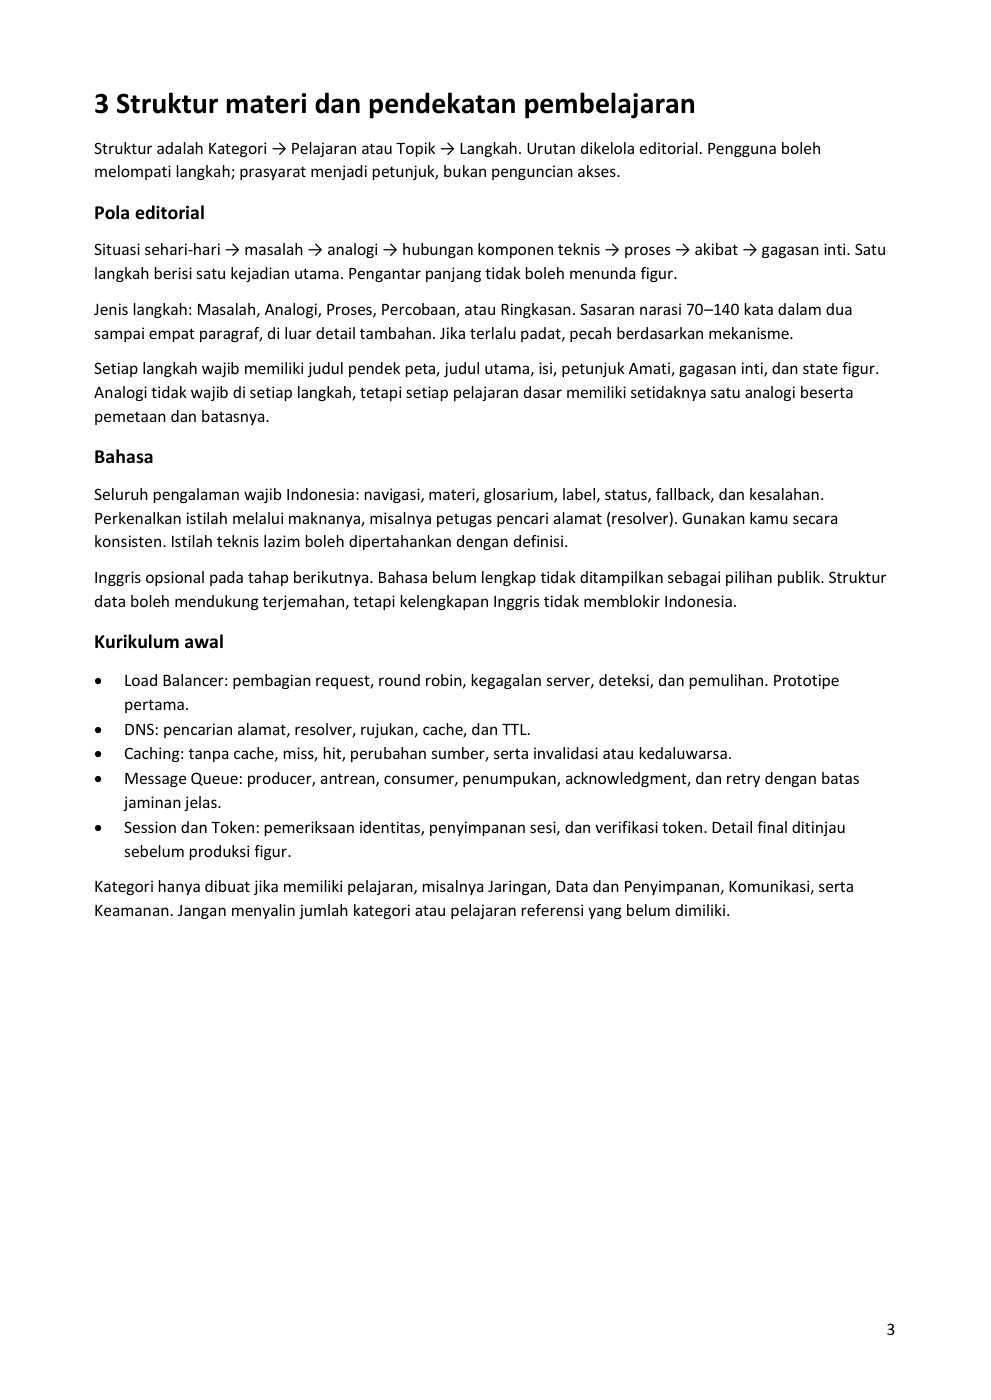 3 Struktur materi dan pendekatan pembelajaran
Struktur adalah Kategori → Pelajaran atau Topik → Langkah. Urutan dikelola editorial. Pengguna boleh
melompati langkah; prasyarat menjadi petunjuk, bukan penguncian akses.
Pola editorial
Situasi sehari-hari → masalah → analogi → hubungan komponen teknis → proses → akibat → gagasan inti. Satu
langkah berisi satu kejadian utama. Pengantar panjang tidak boleh menunda figur.
Jenis langkah: Masalah, Analogi, Proses, Percobaan, atau Ringkasan. Sasaran narasi 70–140 kata dalam dua
sampai empat paragraf, di luar detail tambahan. Jika terlalu padat, pecah berdasarkan mekanisme.
Setiap langkah wajib memiliki judul pendek peta, judul utama, isi, petunjuk Amati, gagasan inti, dan state figur.
Analogi tidak wajib di setiap langkah, tetapi setiap pelajaran dasar memiliki setidaknya satu analogi beserta
pemetaan dan batasnya.
Bahasa
Seluruh pengalaman wajib Indonesia: navigasi, materi, glosarium, label, status, fallback, dan kesalahan.
Perkenalkan istilah melalui maknanya, misalnya petugas pencari alamat (resolver). Gunakan kamu secara
konsisten. Istilah teknis lazim boleh dipertahankan dengan definisi.
Inggris opsional pada tahap berikutnya. Bahasa belum lengkap tidak ditampilkan sebagai pilihan publik. Struktur
data boleh mendukung terjemahan, tetapi kelengkapan Inggris tidak memblokir Indonesia.
Kurikulum awal
• Load Balancer: pembagian request, round robin, kegagalan server, deteksi, dan pemulihan. Prototipe
pertama.
• DNS: pencarian alamat, resolver, rujukan, cache, dan TTL.
• Caching: tanpa cache, miss, hit, perubahan sumber, serta invalidasi atau kedaluwarsa.
• Message Queue: producer, antrean, consumer, penumpukan, acknowledgment, dan retry dengan batas
jaminan jelas.
• Session dan Token: pemeriksaan identitas, penyimpanan sesi, dan verifikasi token. Detail final ditinjau
sebelum produksi figur.
Kategori hanya dibuat jika memiliki pelajaran, misalnya Jaringan, Data dan Penyimpanan, Komunikasi, serta
Keamanan. Jangan menyalin jumlah kategori atau pelajaran referensi yang belum dimiliki.
3